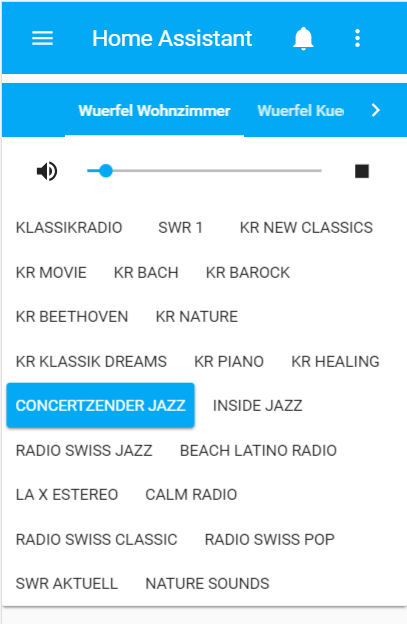 Home Assistant
Wuerfel Wohnzimmer Wuerfel Kue
KLASSIKRADIO SWR 1 KR NEW CLASSICS
KR MOVIE KR BACH KR BAROCK
KR BEETHOVEN KR NATURE
KR KLASSIK DREAMS KR PIANO KR HEALING
CONCERTZENDER JAZZ INSIDE JAZZ
RADIO SWISS JAZZ BEACH LATINO RADIO
LA X ESTEREO CALM RADIO
RADIO SWISS CLASSIC RADIO SWISS POP
SWR AKTUELL NATURE SOUNDS